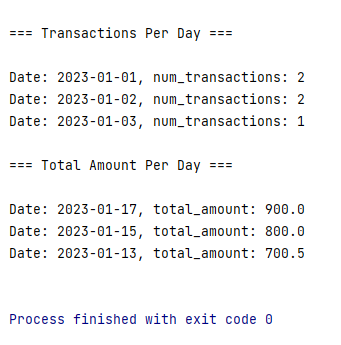 === Transactions Per Day ===
Date: 2023-01-01, num_transactions: 2
Date: 2023-01-02, num_transactions: 2
Date: 2023-01-03, num_transactions: 1
=== Total Amount Per Day ===
Date: 2023-01-17, total_amount: 900.0
Date: 2023-01-15, total_amount: 800.0
Date: 2023-01-13, total_amount: 700.5
Process finished with exit code 0